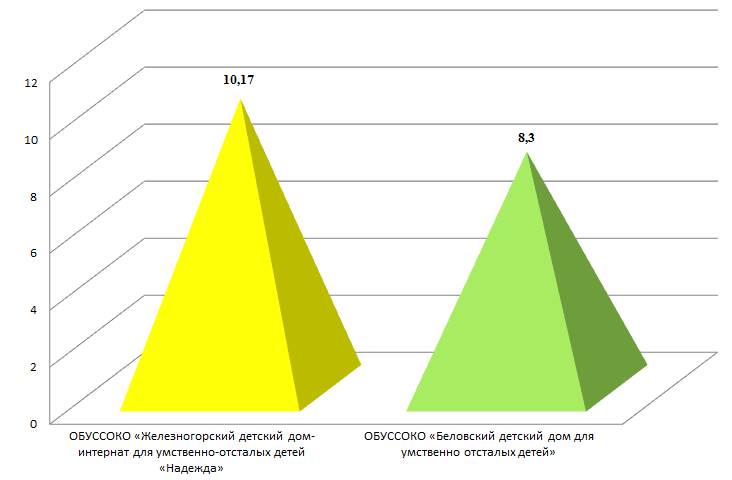 10,17
8,3
12
10
8
6
4
2
0
ОБУССОКО «Железногорский детский дом-
интернат для умственно-отсталых детей
«Надежда»
ОБУССОКО «Беловский детский дом для
умственно отсталых детей»